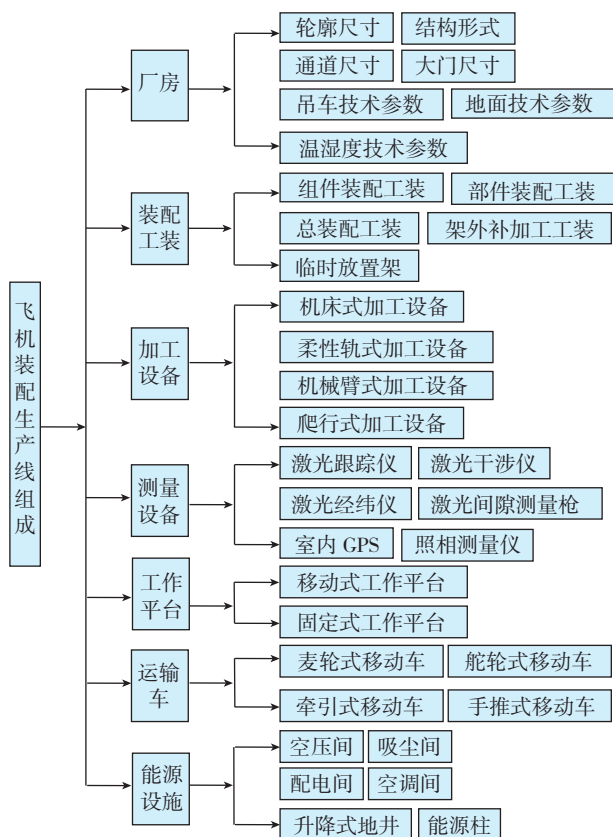 飞机装配生产线组成
厂房
轮廓尺寸 结构形式
通道尺寸 大门尺寸
吊车技术参数 地面技术参数
温湿度技术参数
装配
工装
组件装配工装 部件装配工装
总装配工装 架外补加工工装
临时放置架
加工
设备
机床式加工设备
柔性轨式加工设备
机械臂式加工设备
爬行式加工设备
测量
设备
激光跟踪仪 激光干涉仪
激光经纬仪 激光间隙测量枪
室内 GPS 照相测量仪
工作
平台
移动式工作平台
固定式工作平台
运输
车
麦轮式移动车 舵轮式移动车
牵引式移动车 手推式移动车
能源
设施
空压间 吸尘间
配电间 空调间
升降式地井 能源柱